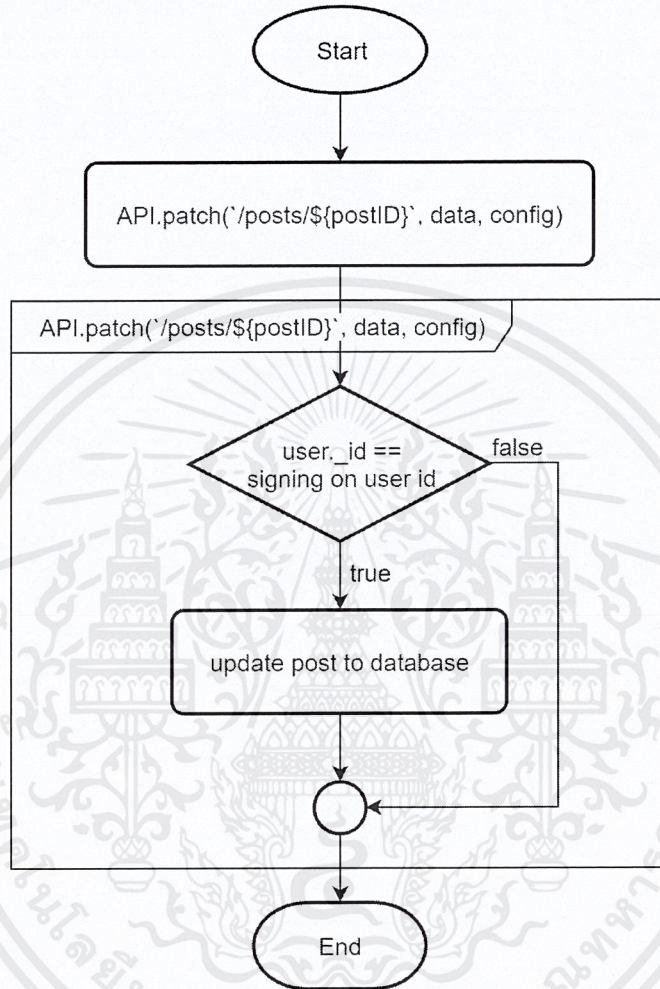 Start
API.patch(`/posts/${postID}`, data, config)
API.patch(`/posts/${postID}`, data, config)
user._id ==
signing on user id
false
true
update post to database
End